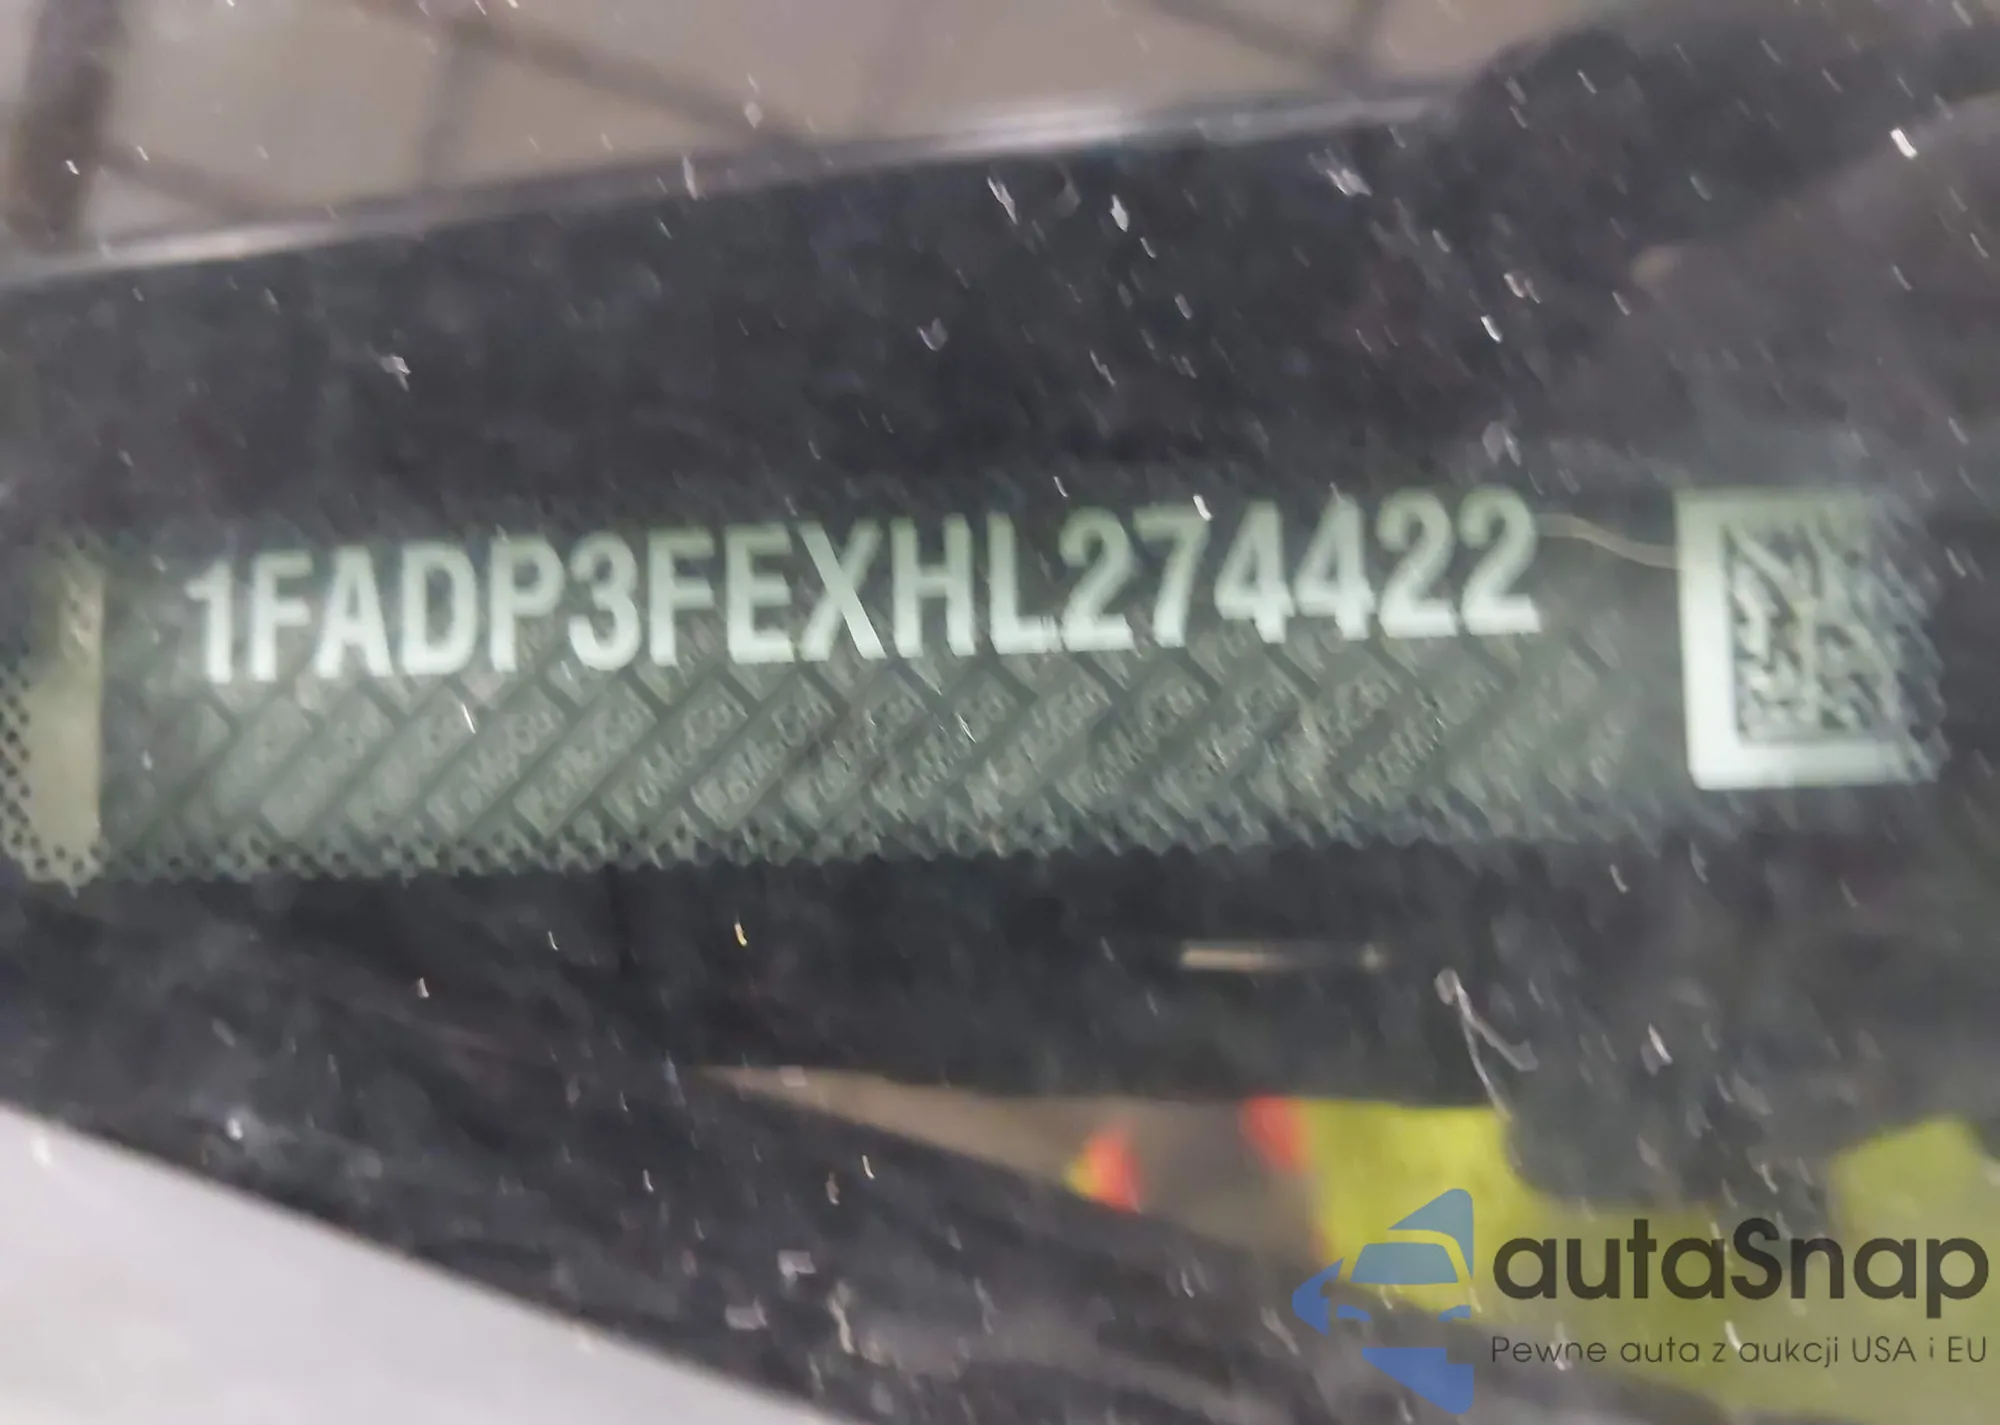 1FADP3FEXHL274422
autaSnap
Pewne auta z aukcji USA i EU